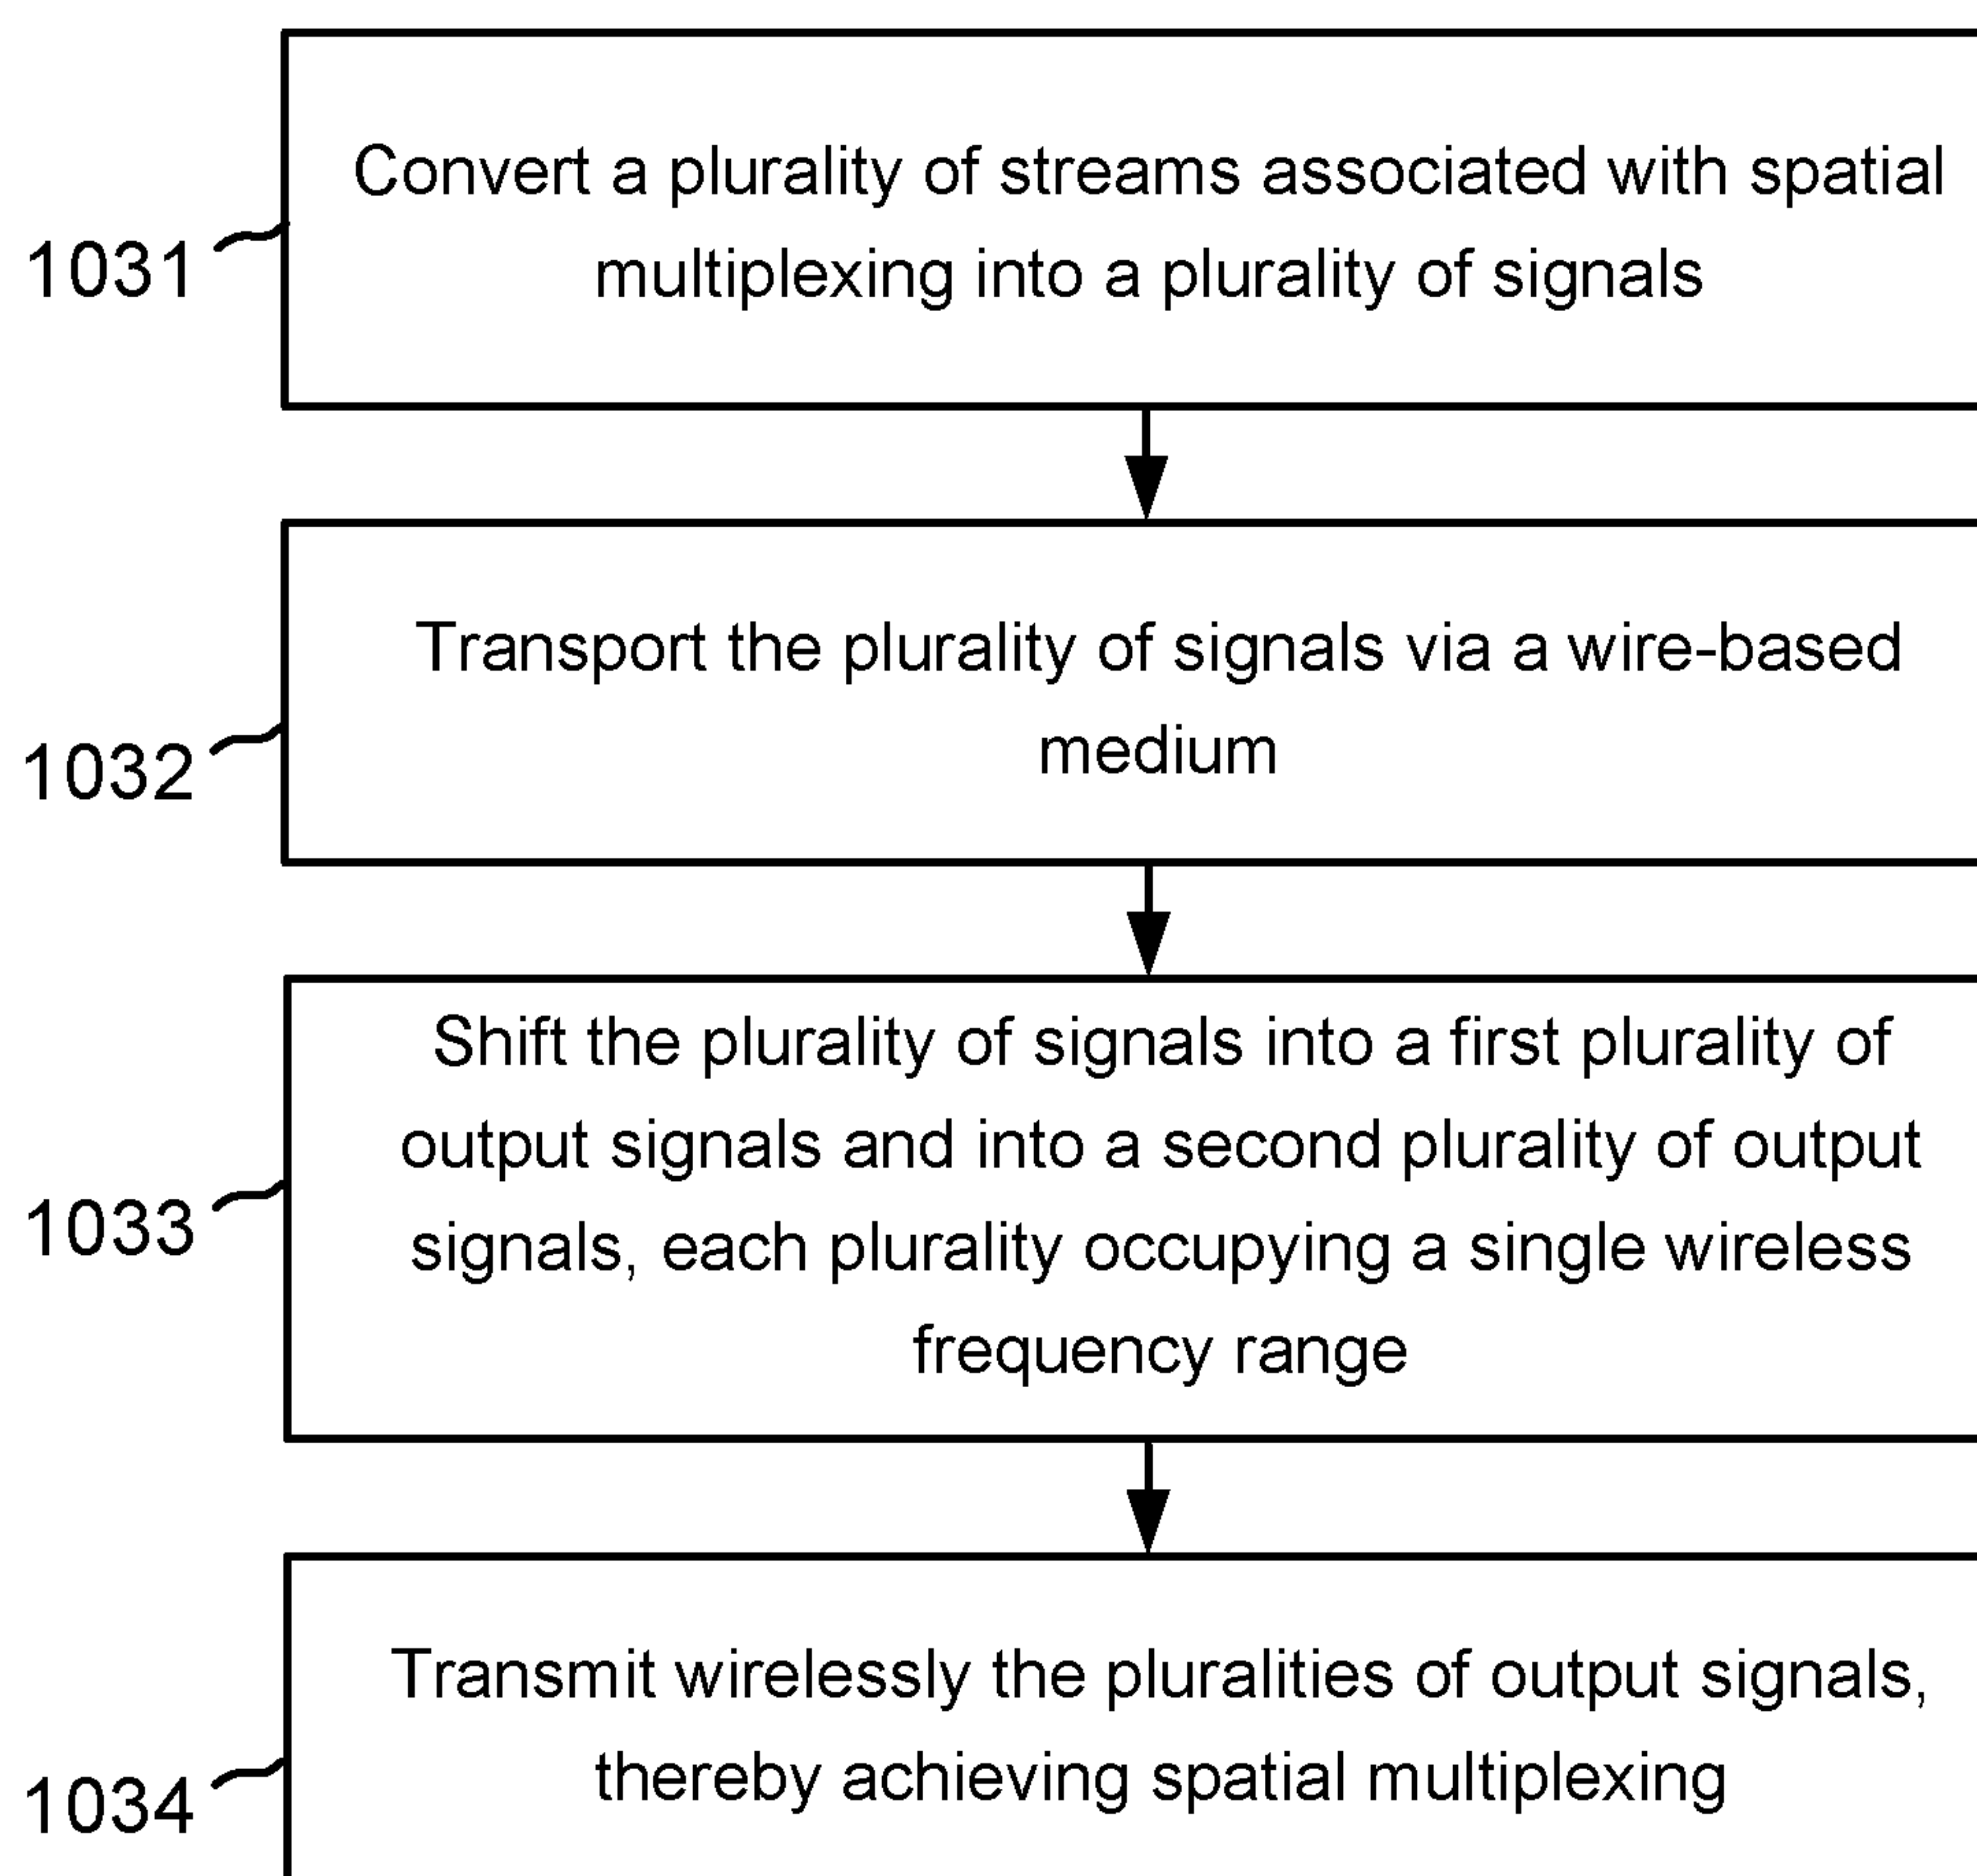 Convert a plurality of streams associated with spatial
multiplexing into a plurality of signals
1031
Transport the plurality of signals via a wire-based
medium
1032
Shift the plurality of signals into a first plurality of
output signals and into a second plurality of output
signals, each plurality occupying a single wireless
frequency range
1033
Transmit wirelessly the pluralities of output signals,
thereby achieving spatial multiplexing
1034